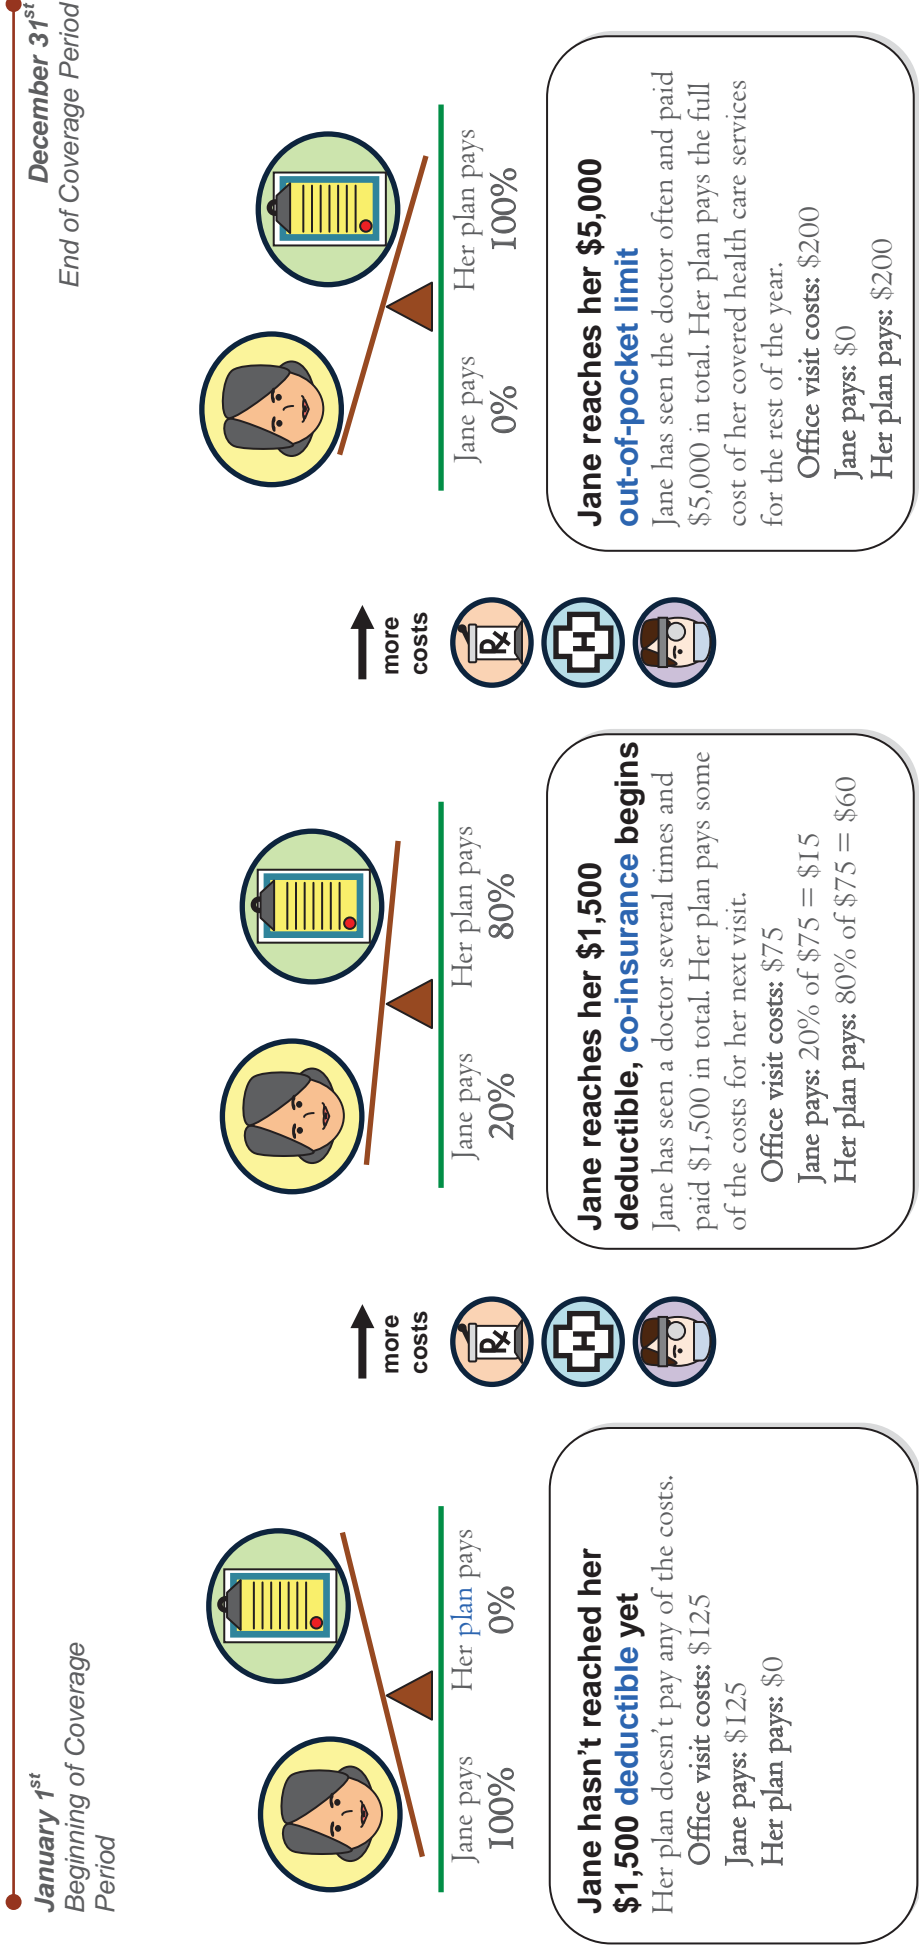 January 1st
Beginning of Coverage
Period
December 31st
End of Coverage Period
Jane pays
100%
Her plan pays
0%
more
costs
Rx
H
Jane pays
20%
Her plan pays
80%
more
costs
Rx
H
Jane pays
0%
Her plan pays
100%
Jane hasn’t reached her
$1,500 deductible yet
Her plan doesn’t pay any of the costs.
Office visit costs: $125
Jane pays: $125
Her plan pays: $0
Jane reaches her $1,500
deductible, co-insurance begins
Jane has seen a doctor several times and
paid $1,500 in total. Her plan pays some
of the costs for her next visit.
Office visit costs: $75
Jane pays: 20% of $75 = $15
Her plan pays: 80% of $75 = $60
Jane reaches her $5,000
out-of-pocket limit
Jane has seen the doctor often and paid
$5,000 in total. Her plan pays the full
cost of her covered health care services
for the rest of the year.
Office visit costs: $200
Jane pays: $0
Her plan pays: $200